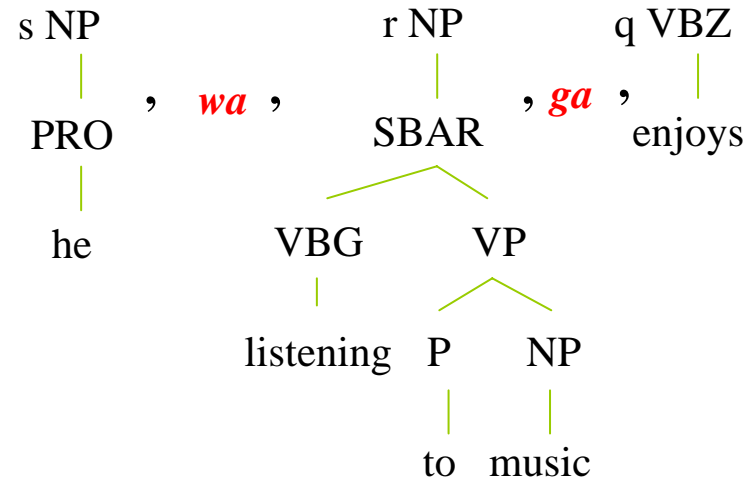 s NP r NP q VBZ
, wa , , ga ,
PRO SBAR enjoys
he VBG VP
listening P NP
to music